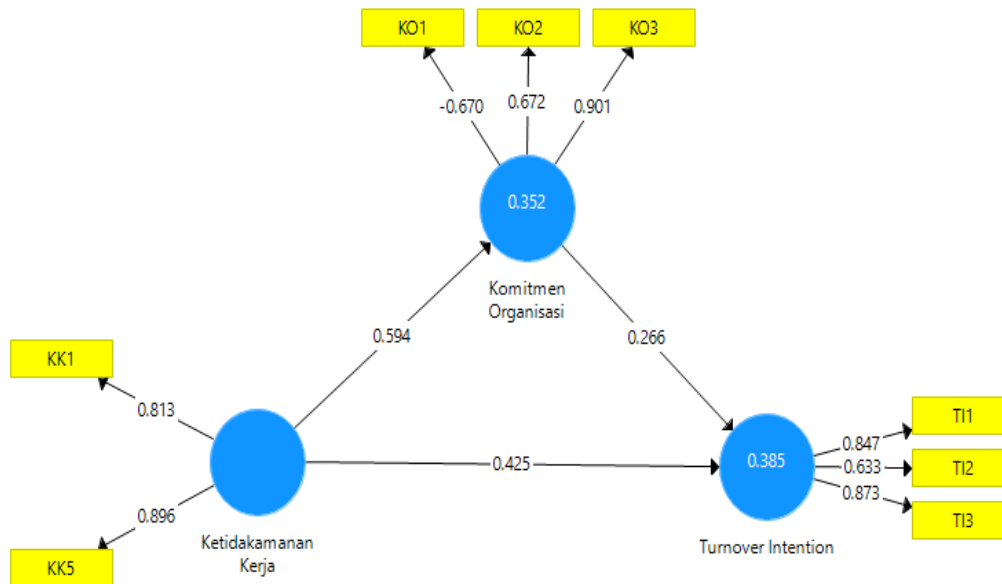 KO1 KO2 KO3
-0.670 0.672 0.901
0.352
Komitmen
Organisasi
0.594 0.266
KK1
0.813
0.896
KK5
Ketidakamanan
Kerja
0.425
0.385
Turnover Intention
0.847
0.633
0.873
TI1
TI2
TI3